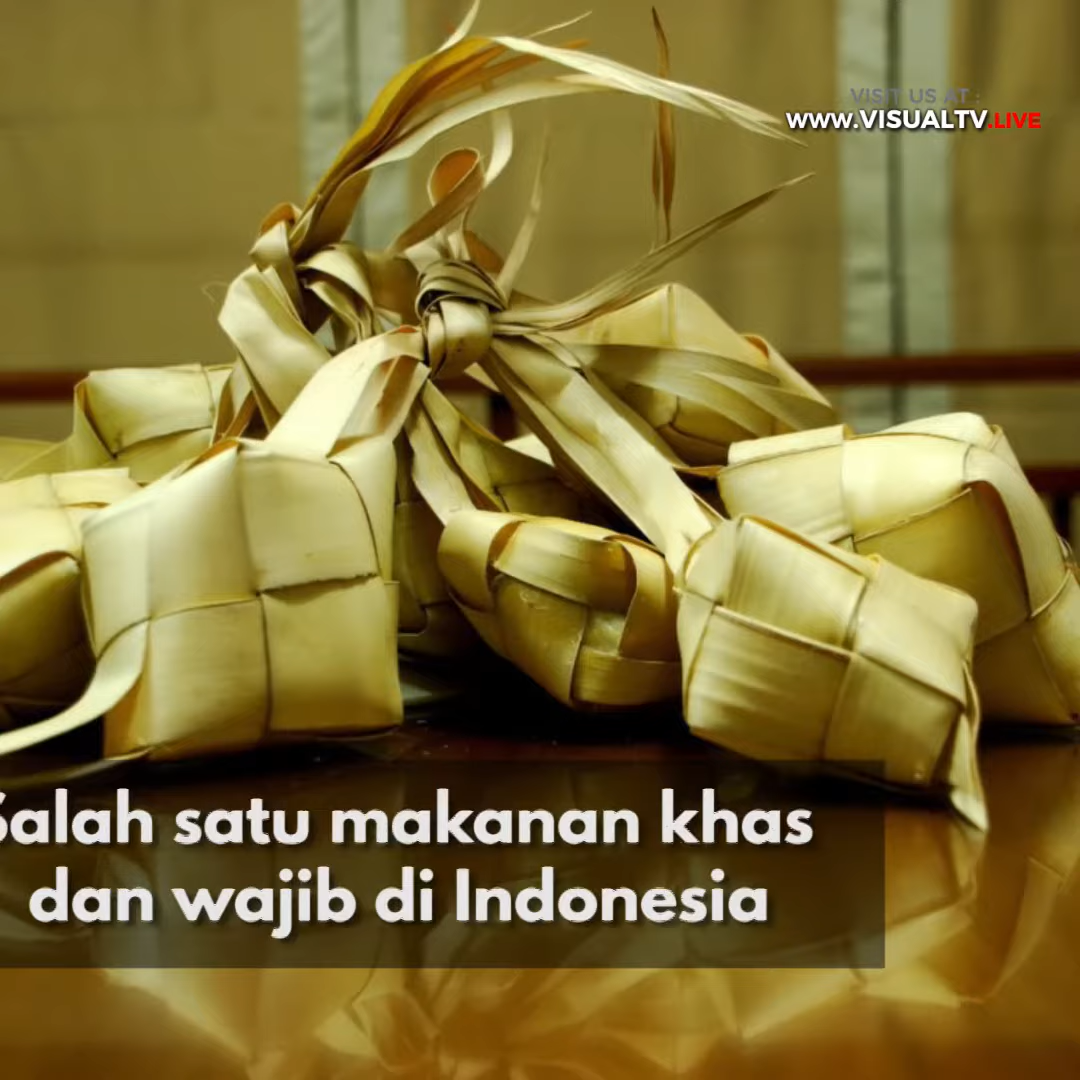 VISIT US AT :
www.VISUALTV.LIVE
Salah satu makanan khas
dan wajib di Indonesia